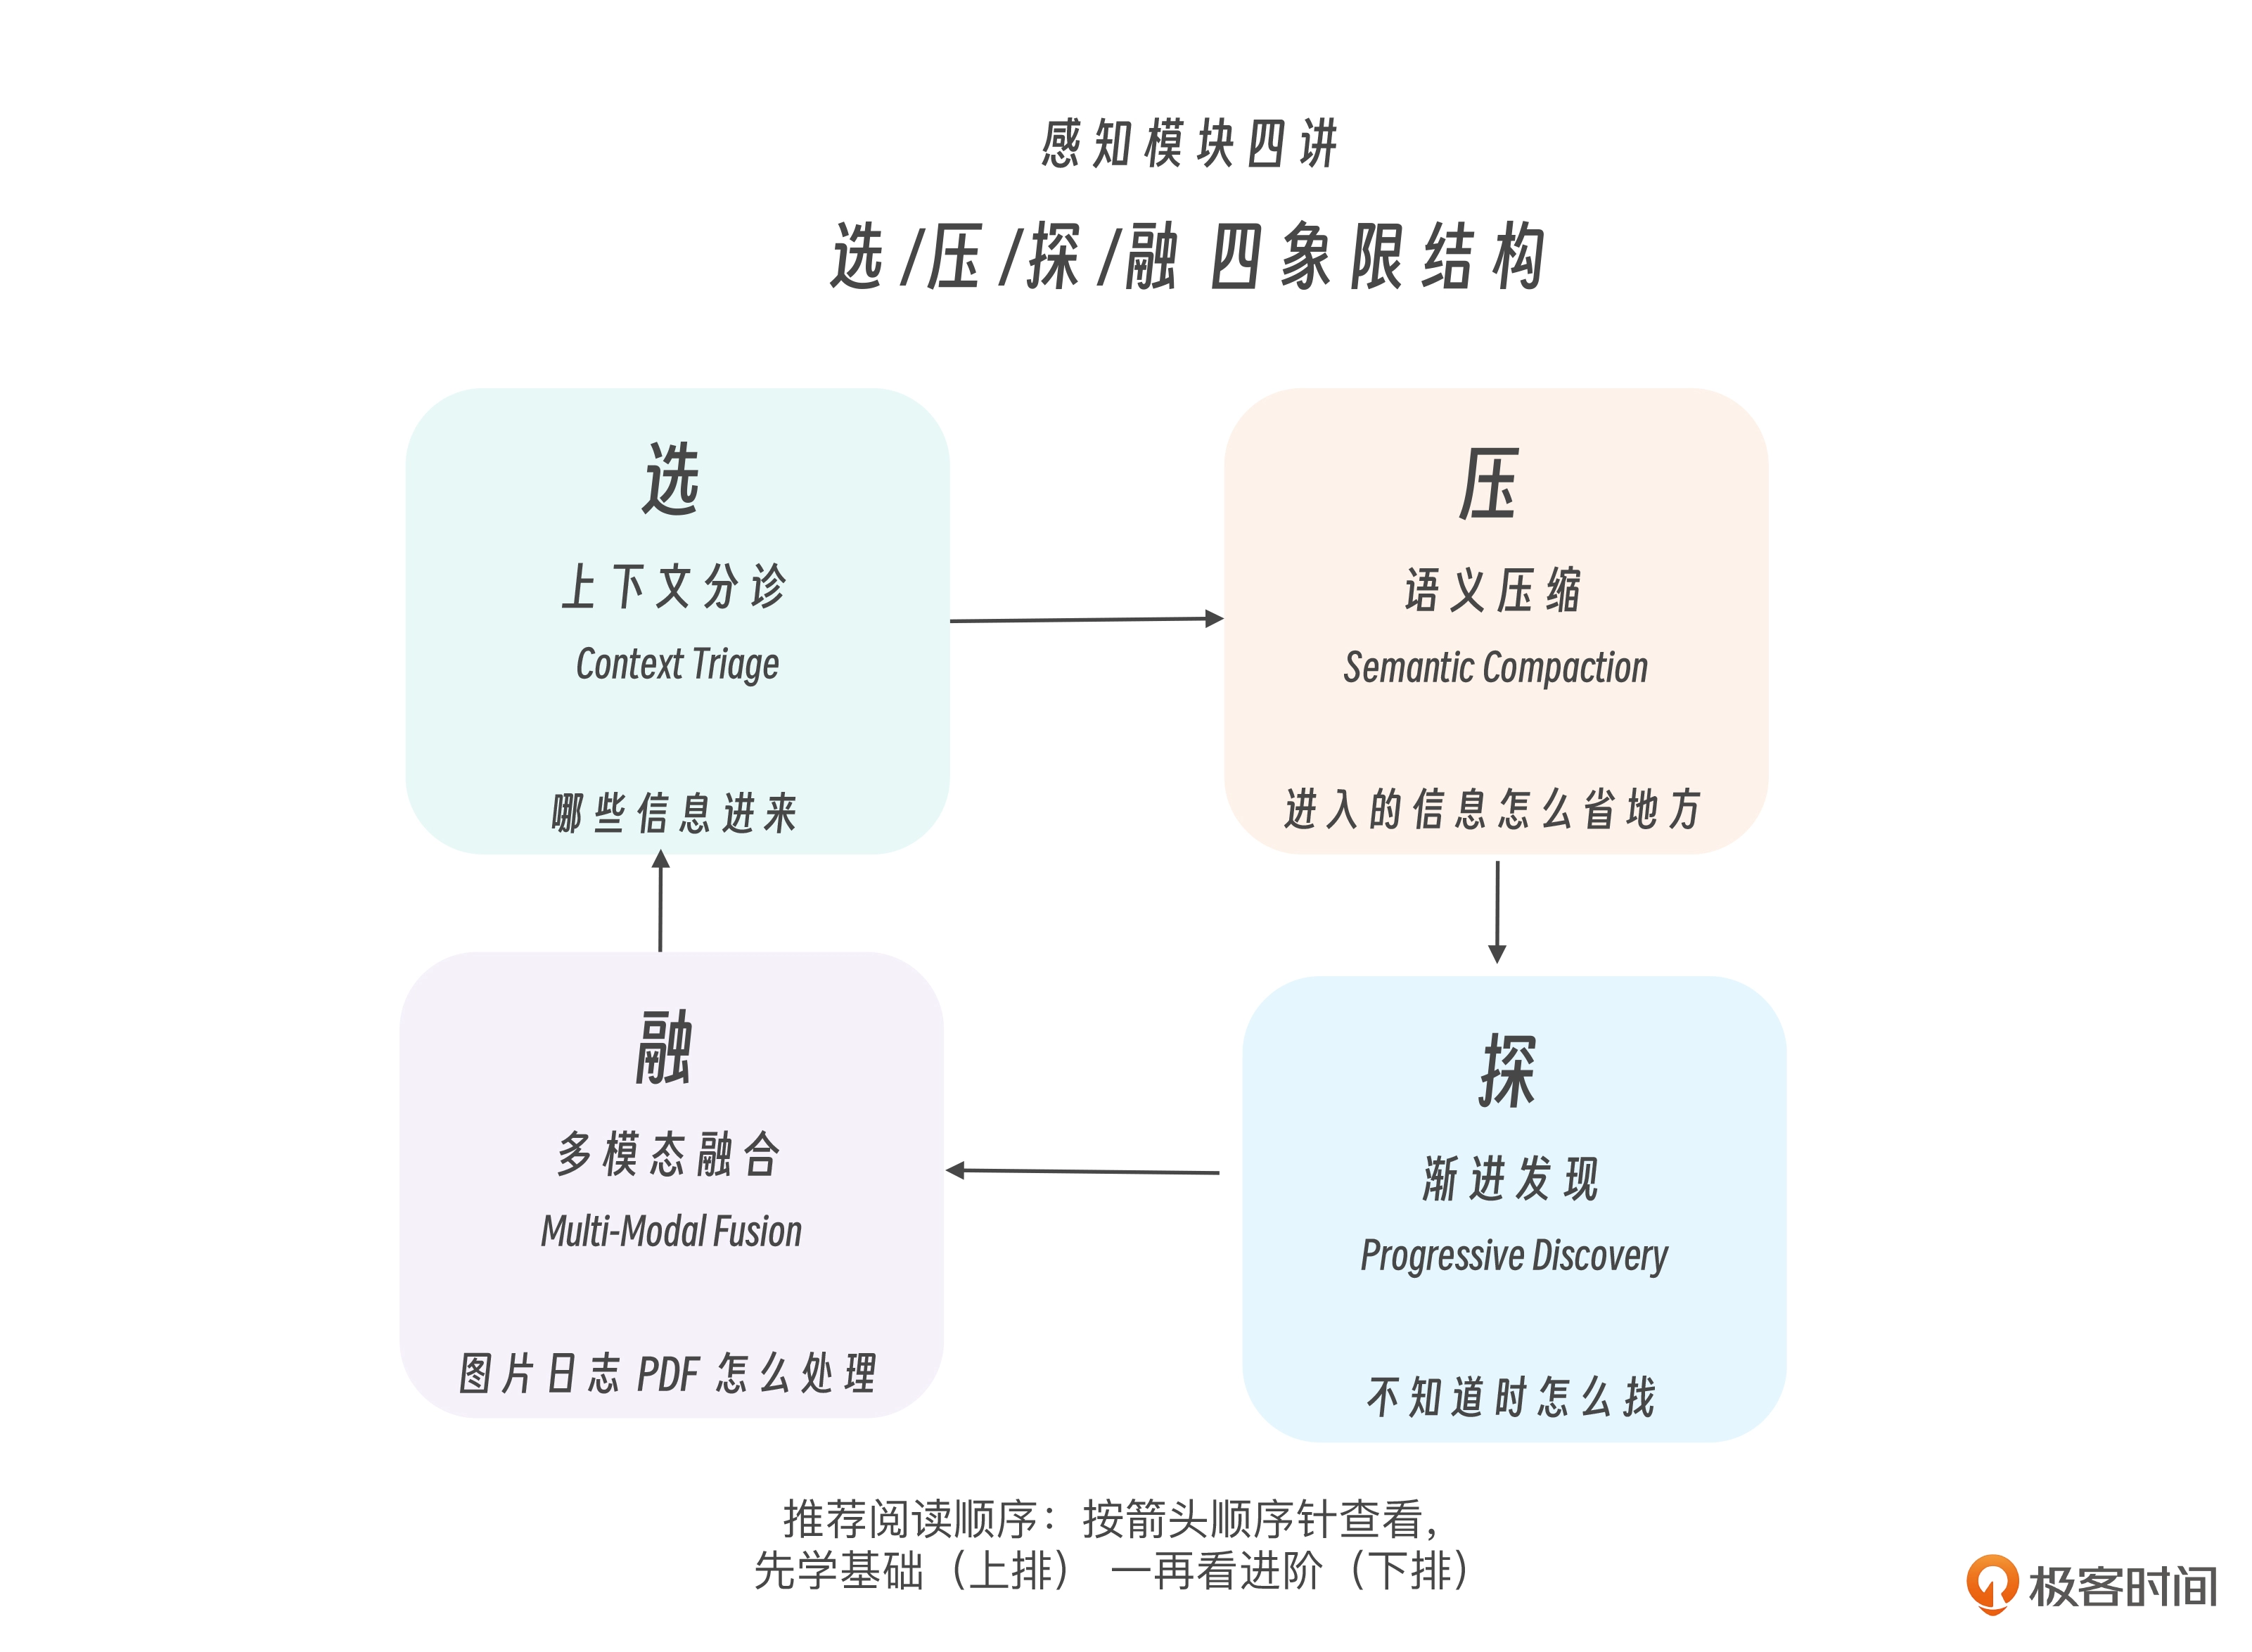 感知模块四讲
选/压/探/融 四象限结构
选
上下文分诊
Context Triage
哪些信息进来
压
语义压缩
Semantic Compaction
进入的信息怎么省地方
融
多模态融合
Multi-Modal Fusion
图片日志 PDF 怎么处理
探
渐进发现
Progressive Discovery
不知道时怎么找
推荐阅读顺序：按箭头顺序针查看，
先学基础（上排） —再看进阶（下排）
极客时间